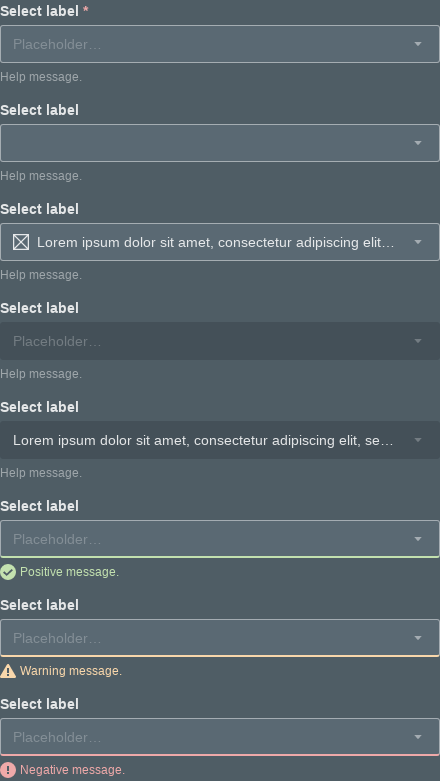 Select label *
Placeholder…
Help message.
Select label
Help message.
Select label
Lorem ipsum dolor sit amet, consectetur adipiscing elit…
Help message.
Select label
Placeholder…
Help message.
Select label
Lorem ipsum dolor sit amet, consectetur adipiscing elit, se…
Help message.
Select label
Placeholder…
Positive message.
Select label
Placeholder…
Warning message.
Select label
Placeholder…
Negative message.